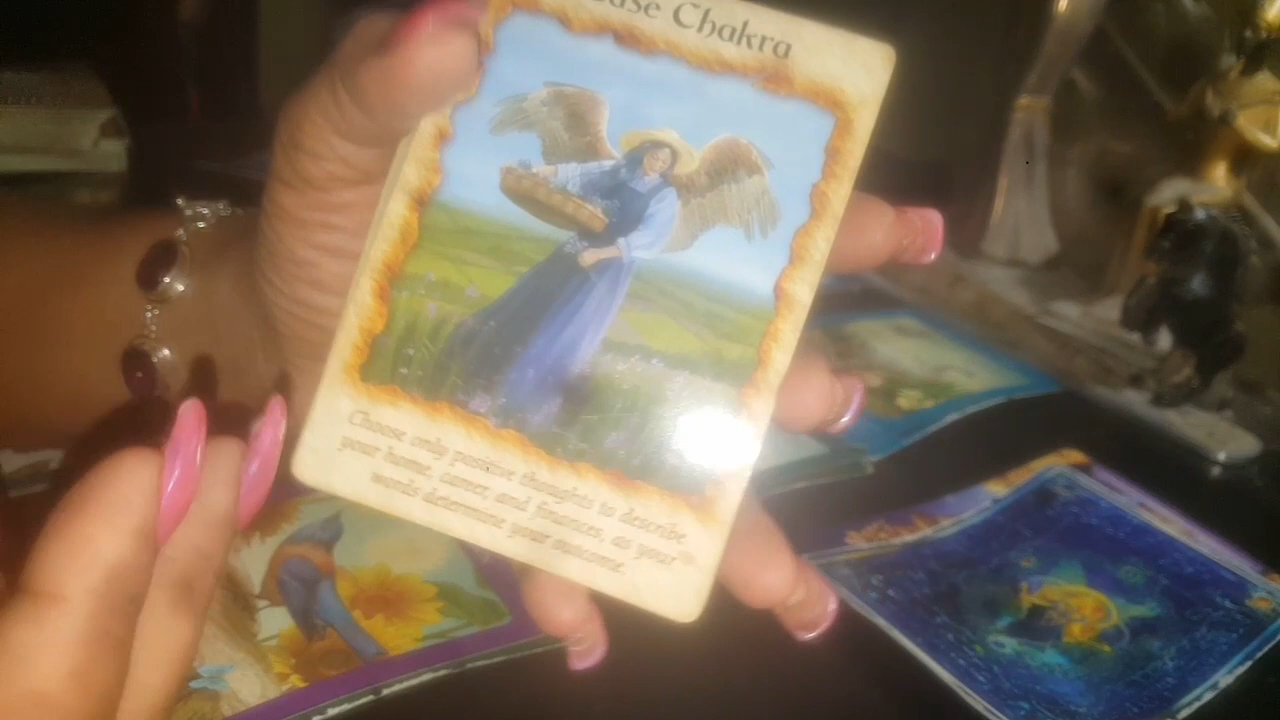 ase Chakra
Choose only positive thoughts to describe
your home, career, and finances, as your
words determine your outcome.